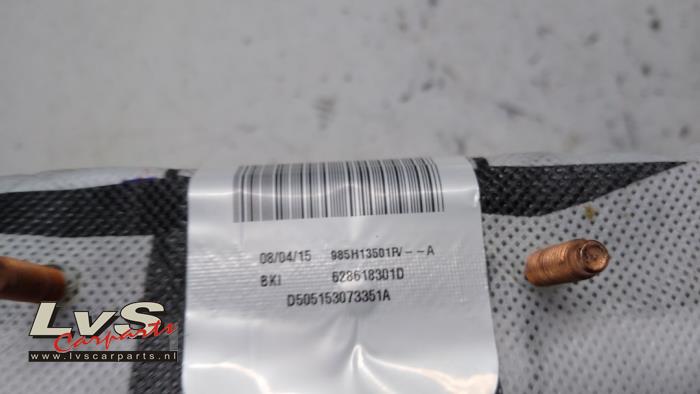 08/04/15 985H13501R/--A
BKI 628618301D
D505153073351A
LvS
Carparts
www.lvscarparts.nl